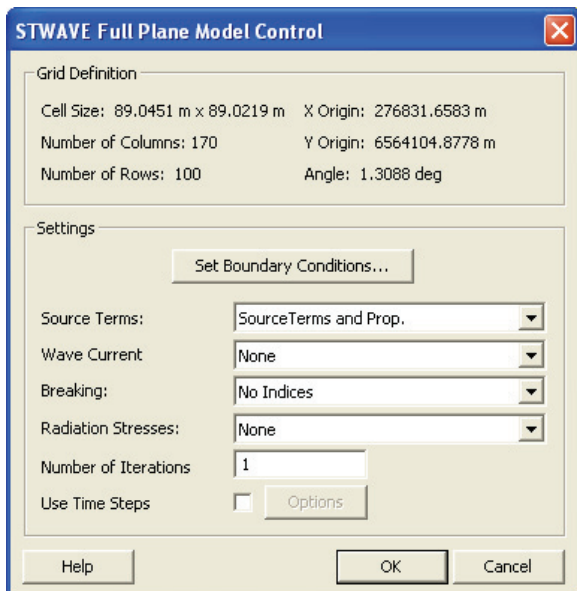 STWAVE Full Plane Model Control
Grid Definition
Cell Size: 89.0451 m x 89.0219 m X Origin: 276831.6583 m
Number of Columns: 170 Y Origin: 6564104.8778 m
Number of Rows: 100 Angle: 1.3088 deg
Settings
Set Boundary Conditions...
Source Terms: SourceTerms and Prop.
Wave Current None
Breaking: No Indices
Radiation Stresses: None
Number of Iterations 1
Use Time Steps Options
Help OK Cancel